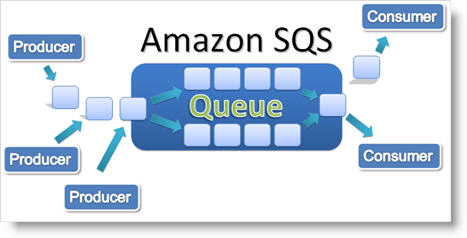 Consumer
Amazon SQS
Producer
Queue
Producer
Consumer
Producer